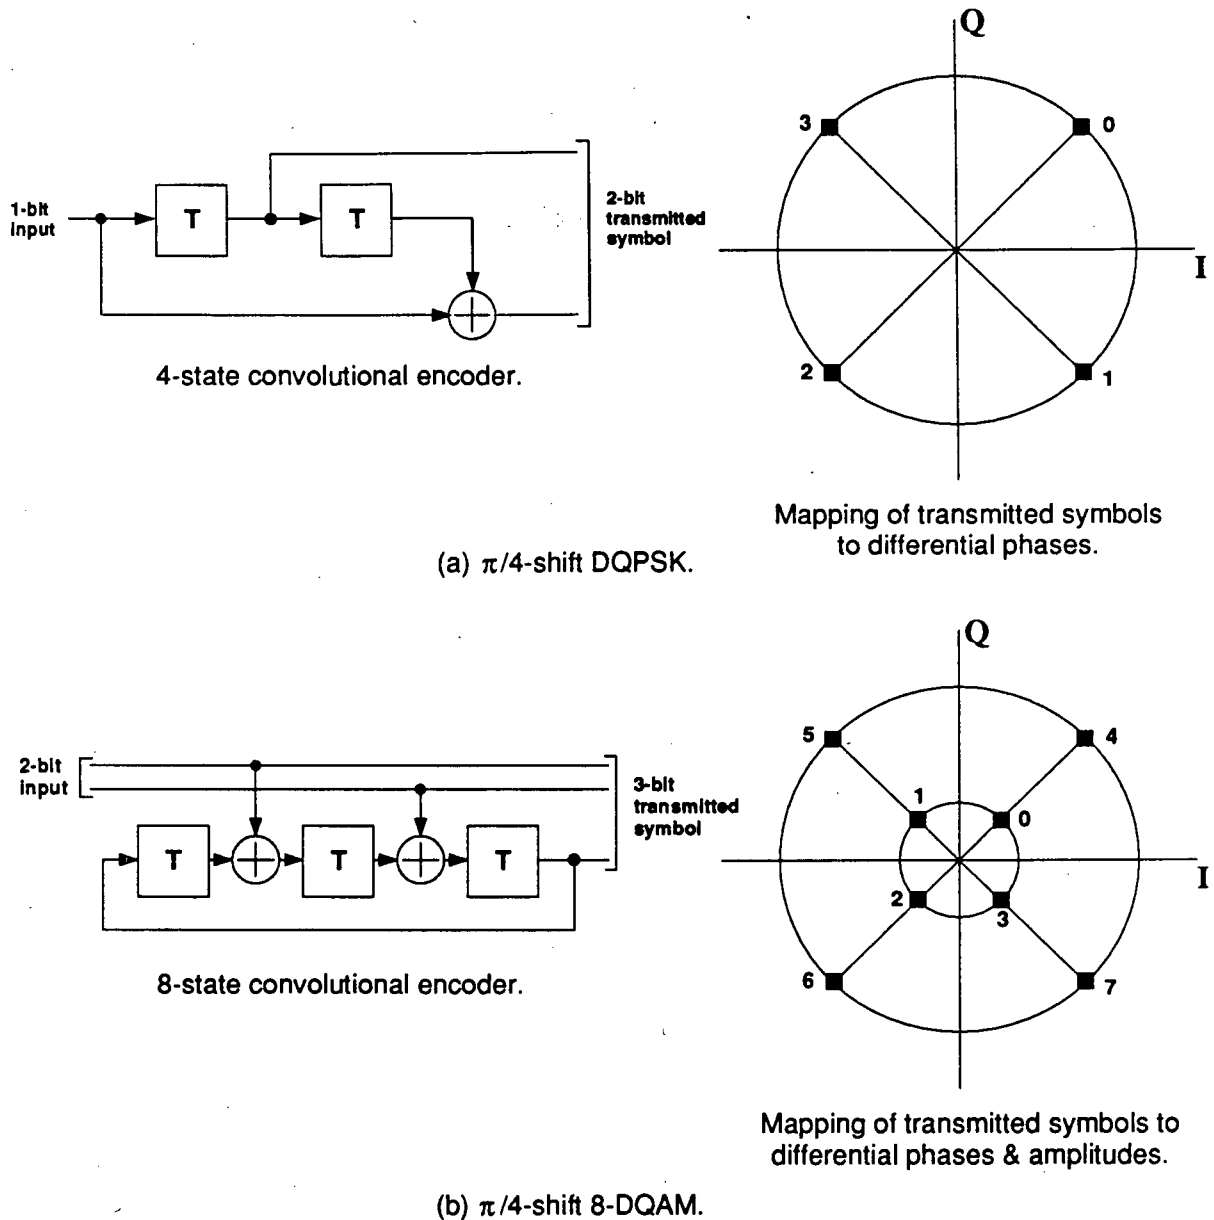 Q
3
0
1-bit
input
T
T
2-bit
transmitted
symbol
I
2
1
4-state convolutional encoder.
Mapping of transmitted symbols
to differential phases.
(a) π/4-shift DQPSK.
Q
5
4
2-bit
input
3-bit
transmitted
symbol
1
0
T
T
T
I
2
3
6
7
8-state convolutional encoder.
Mapping of transmitted symbols to
differential phases & amplitudes.
(b) π/4-shift 8-DQAM.